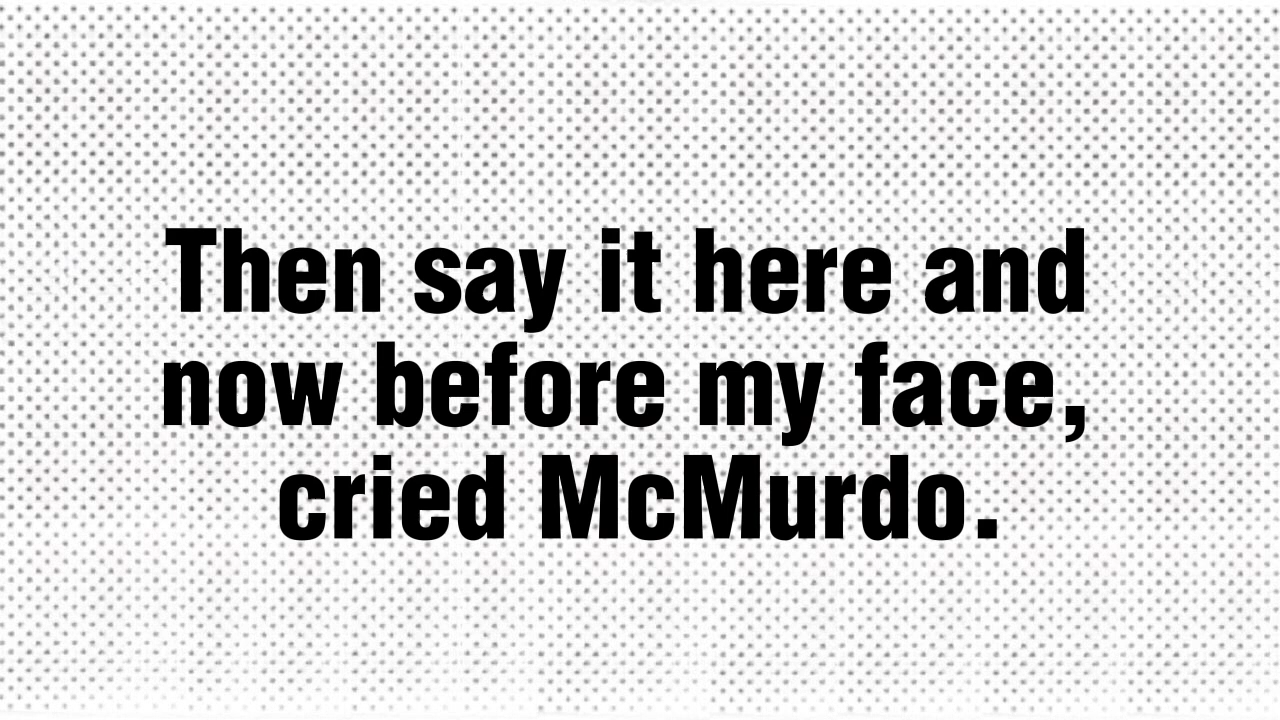 Then say it here and
now before my face,
cried McMurdo.